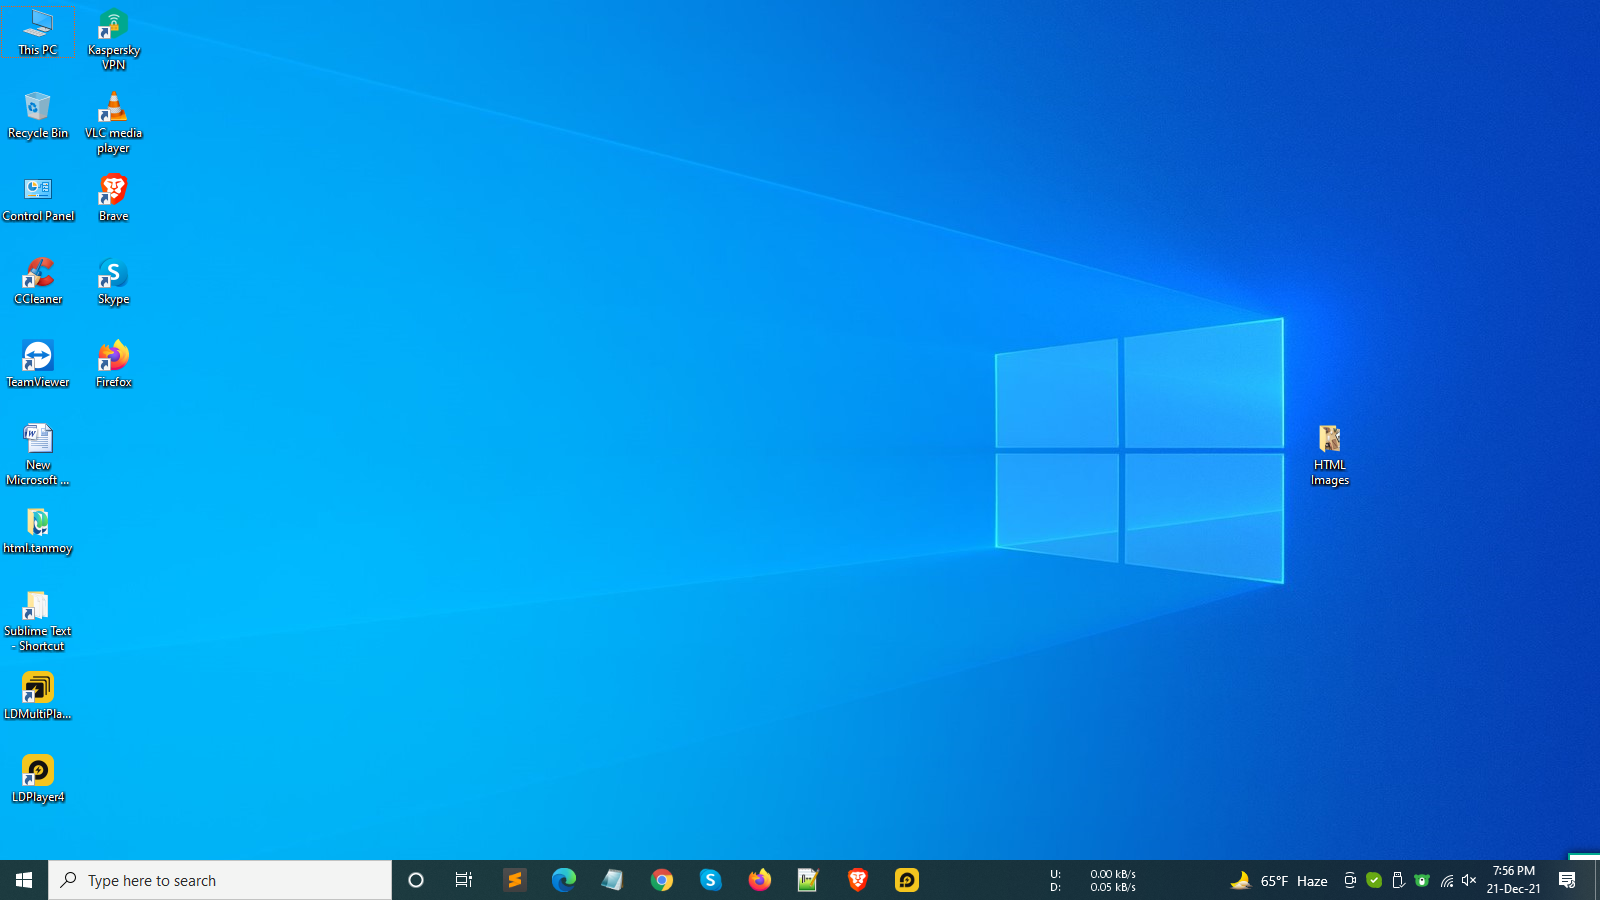 This PC
Kaspersky
VPN
Recycle Bin
VLC media
player
Control Panel
Brave
CCleaner
Skype
TeamViewer
Firefox
New
Microsoft ...
HTML
Images
html.tanmoy
Sublime Text
- Shortcut
LDMultiPla...
LDPlayer4
Type here to search
U: 0.00 kB/s
D: 0.05 kB/s
65°F Haze
7:56 PM
21-Dec-21